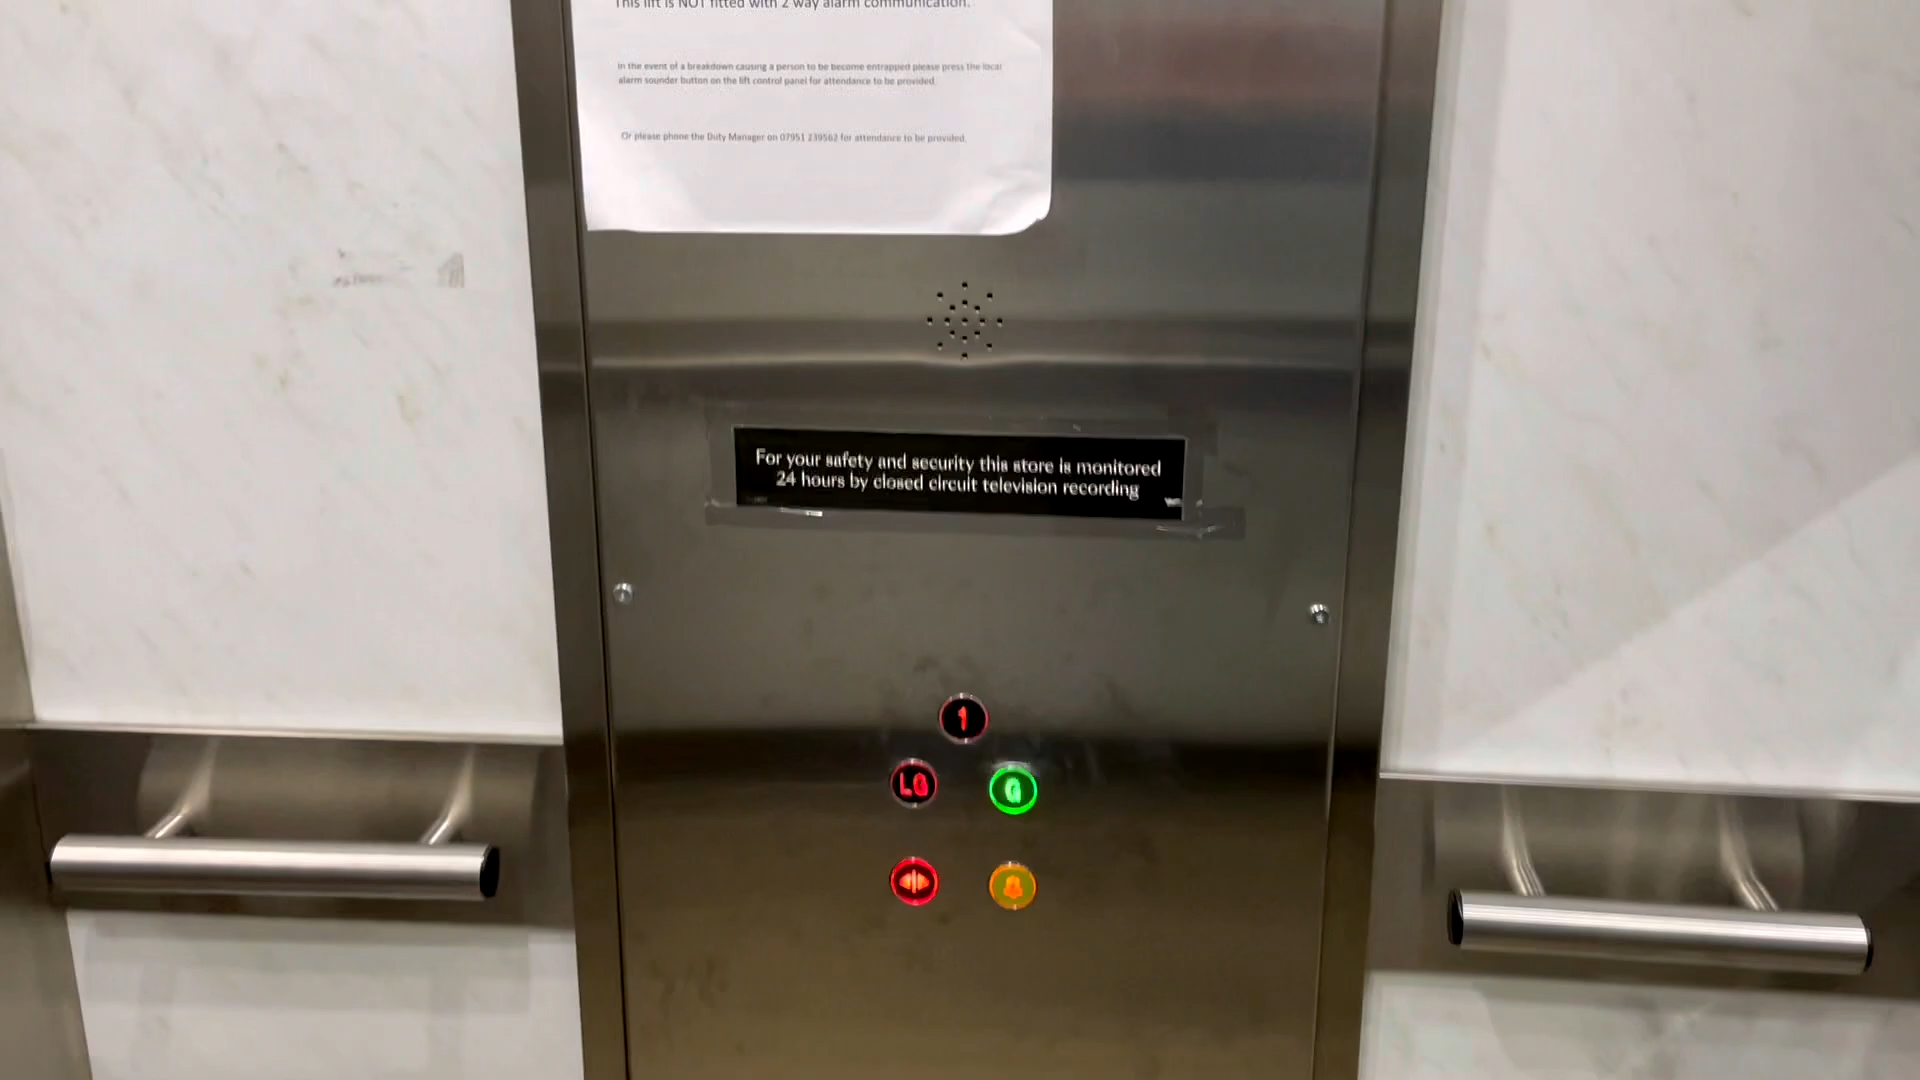 This lift is NOT fitted with 2 way alarm communication.
In the event of a breakdown causing a person to be become entrapped please press the local
alarm sounder button on the lift control panel for attendance to be provided.
Or please phone the Duty Manager on 07951 239562 for attendance to be provided.
For your safety and security this store is monitored
24 hours by closed circuit television recording
1
LG G